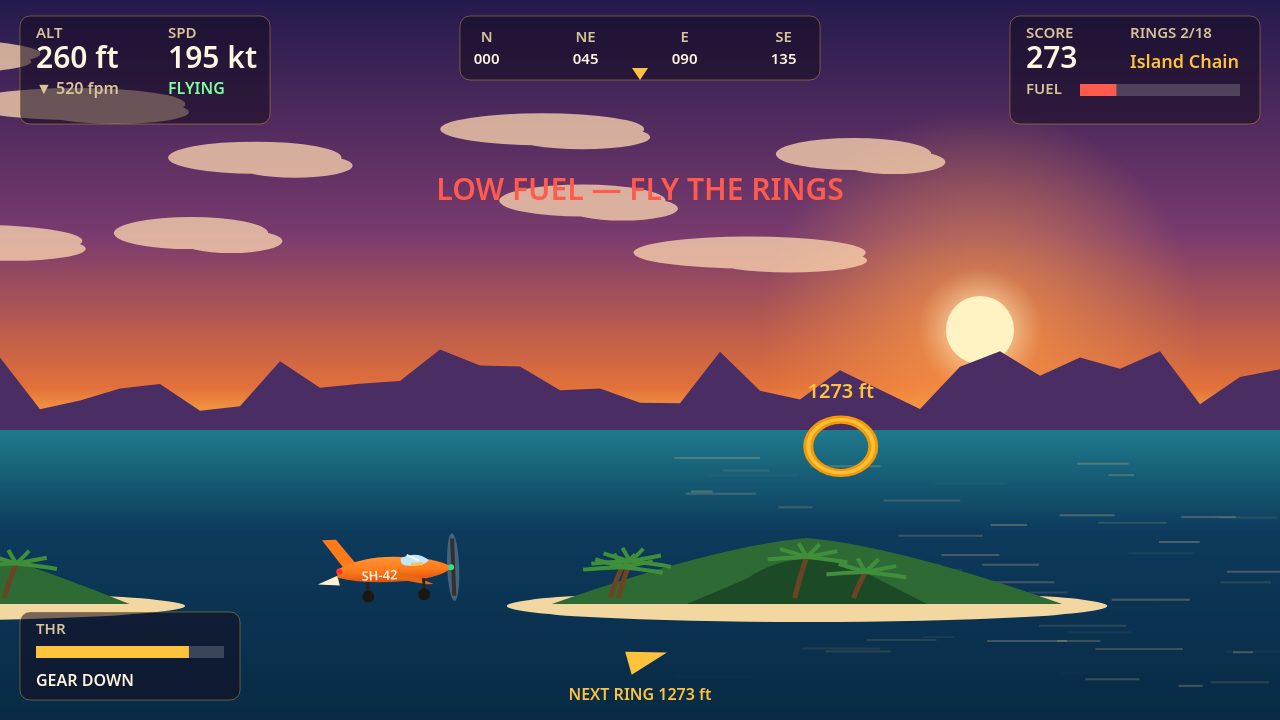 ALT SPD
260 ft 195 kt
▼ 520 fpm FLYING
N NE E SE
000 045 090 135
SCORE RINGS 2/18
273 Island Chain
FUEL
LOW FUEL — FLY THE RINGS
1273 ft
SH-42
THR
GEAR DOWN
NEXT RING 1273 ft